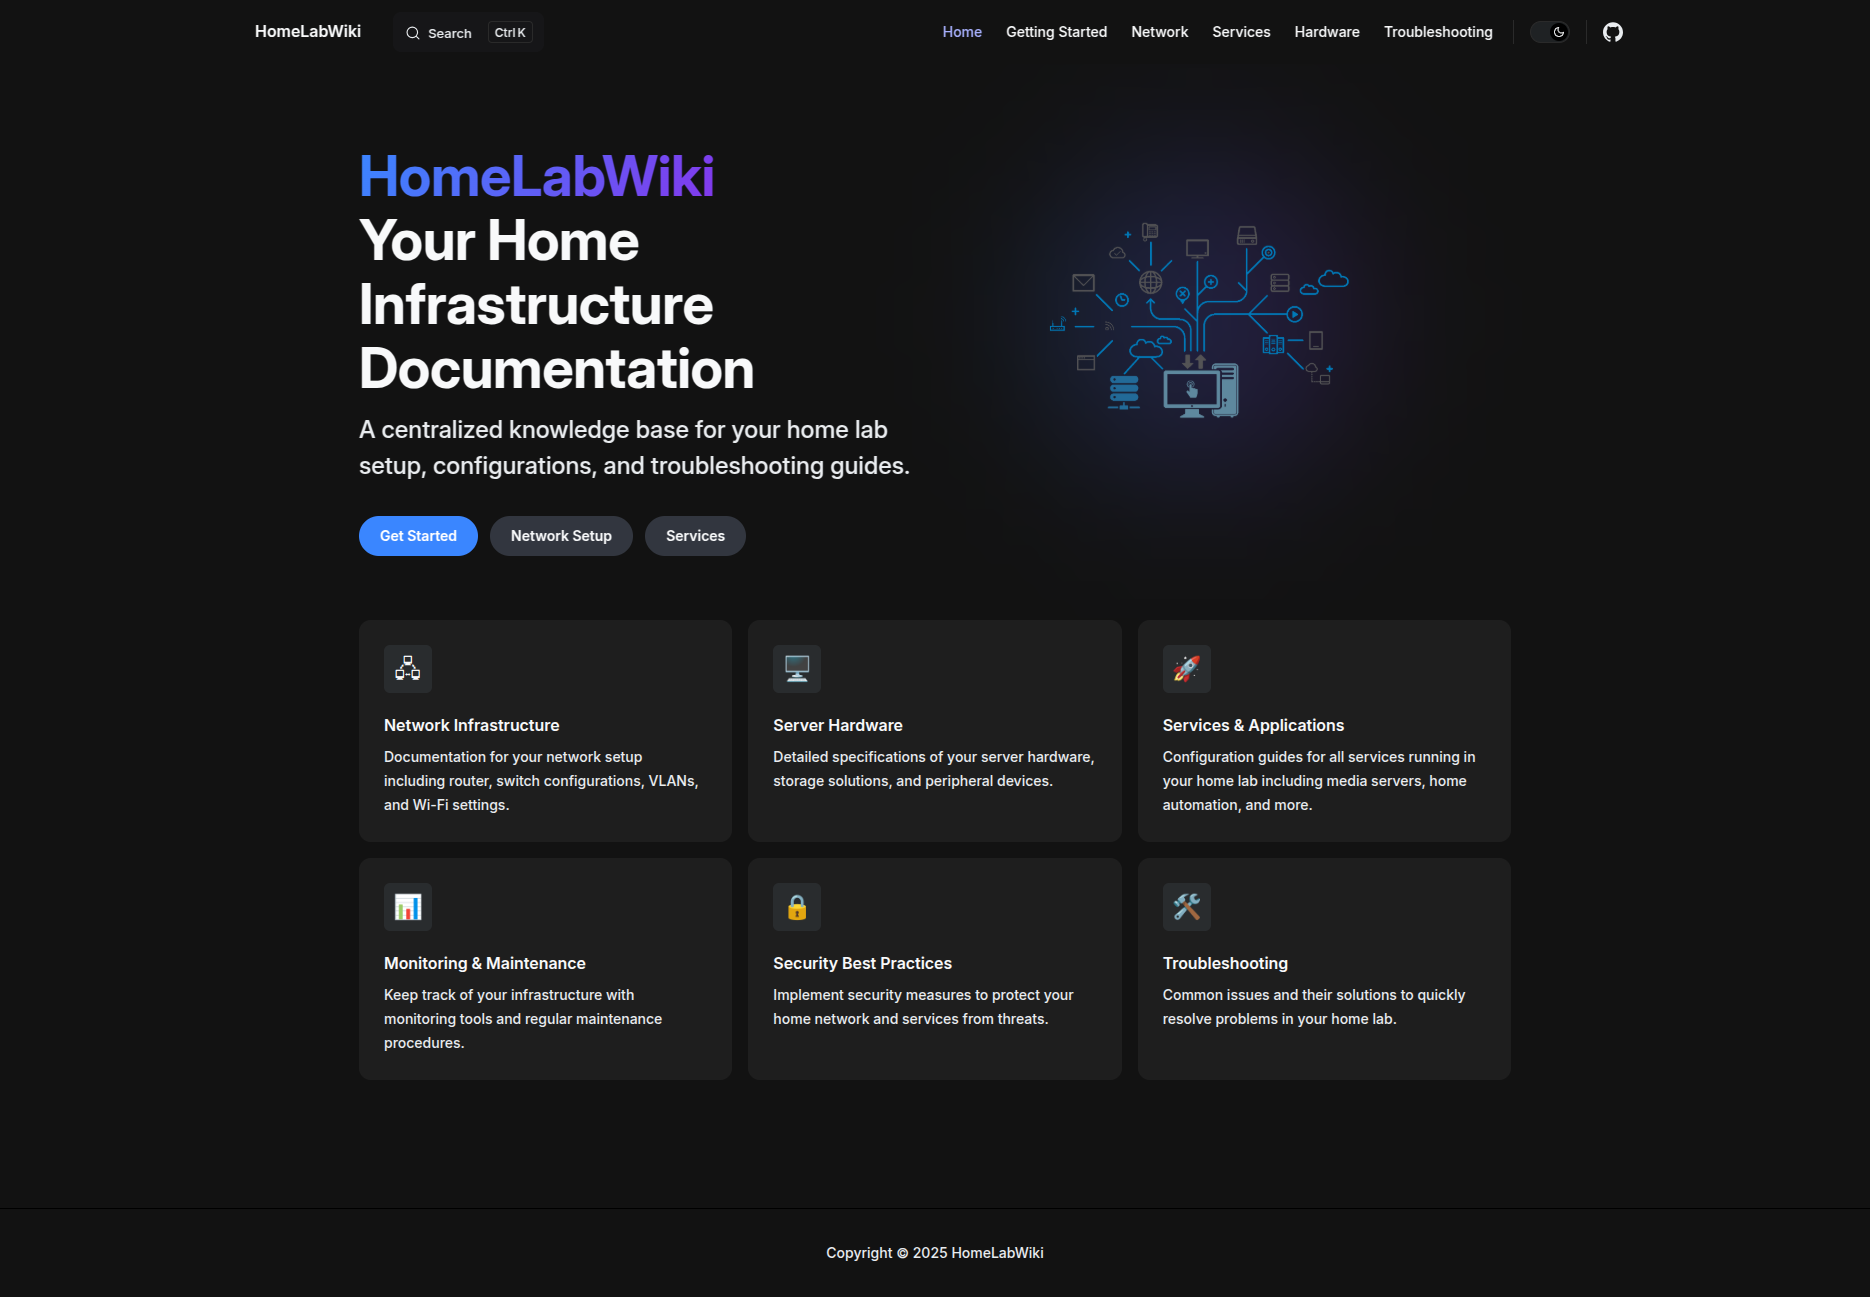 HomeLabWiki
Search
Ctrl K
Home
Getting Started
Network
Services
Hardware
Troubleshooting
HomeLabWiki
Your Home
Infrastructure
Documentation
A centralized knowledge base for your home lab
setup, configurations, and troubleshooting guides.
Get Started
Network Setup
Services
Network Infrastructure
Documentation for your network setup
including router, switch configurations, VLANs,
and Wi-Fi settings.
Server Hardware
Detailed specifications of your server hardware,
storage solutions, and peripheral devices.
Services & Applications
Configuration guides for all services running in
your home lab including media servers, home
automation, and more.
Monitoring & Maintenance
Keep track of your infrastructure with
monitoring tools and regular maintenance
procedures.
Security Best Practices
Implement security measures to protect your
home network and services from threats.
Troubleshooting
Common issues and their solutions to quickly
resolve problems in your home lab.
Copyright © 2025 HomeLabWiki